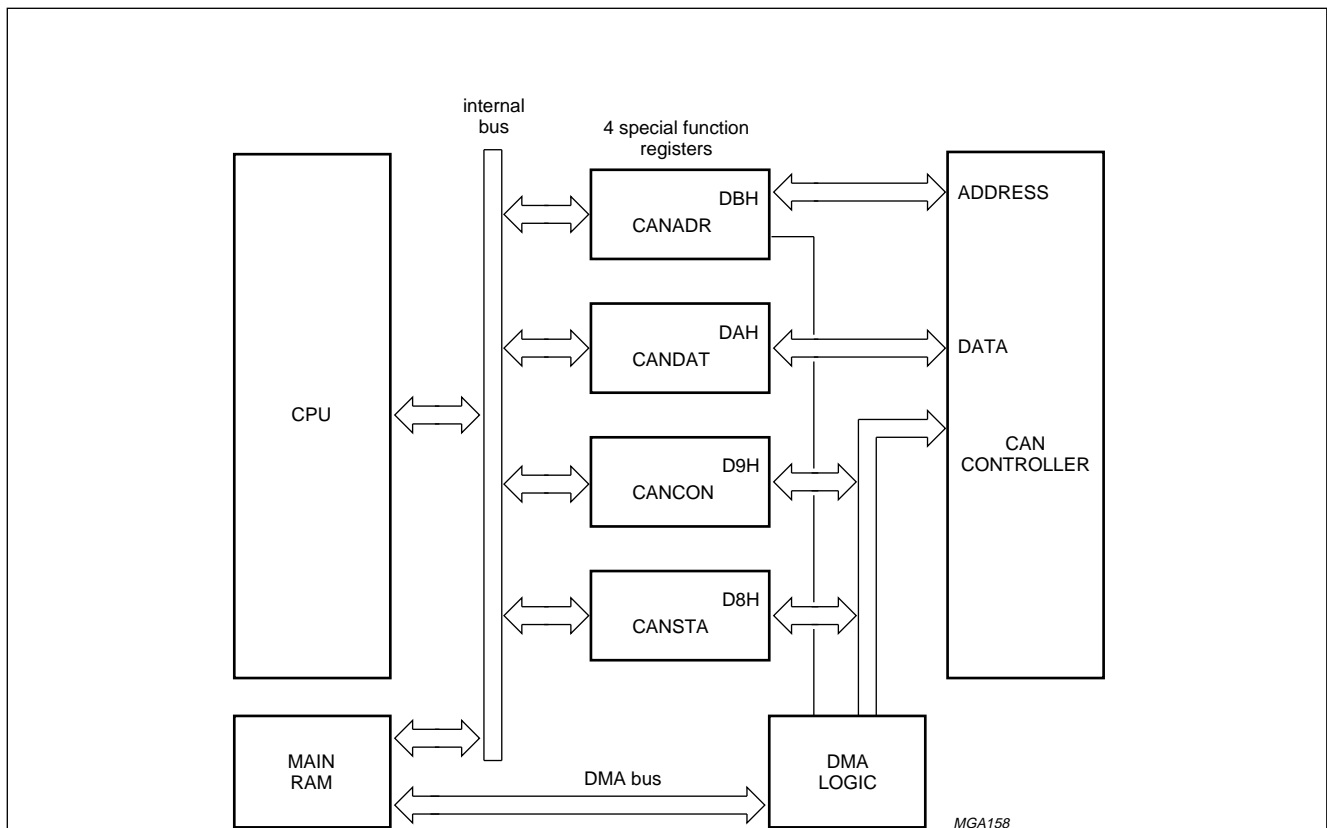 internal
bus
4 special function
registers
DBH
CANADR
ADDRESS
DAH
CANDAT
DATA
CPU
D9H
CANCON
CAN
CONTROLLER
D8H
CANSTA
MAIN
RAM
DMA bus
DMA
LOGIC
MGA158